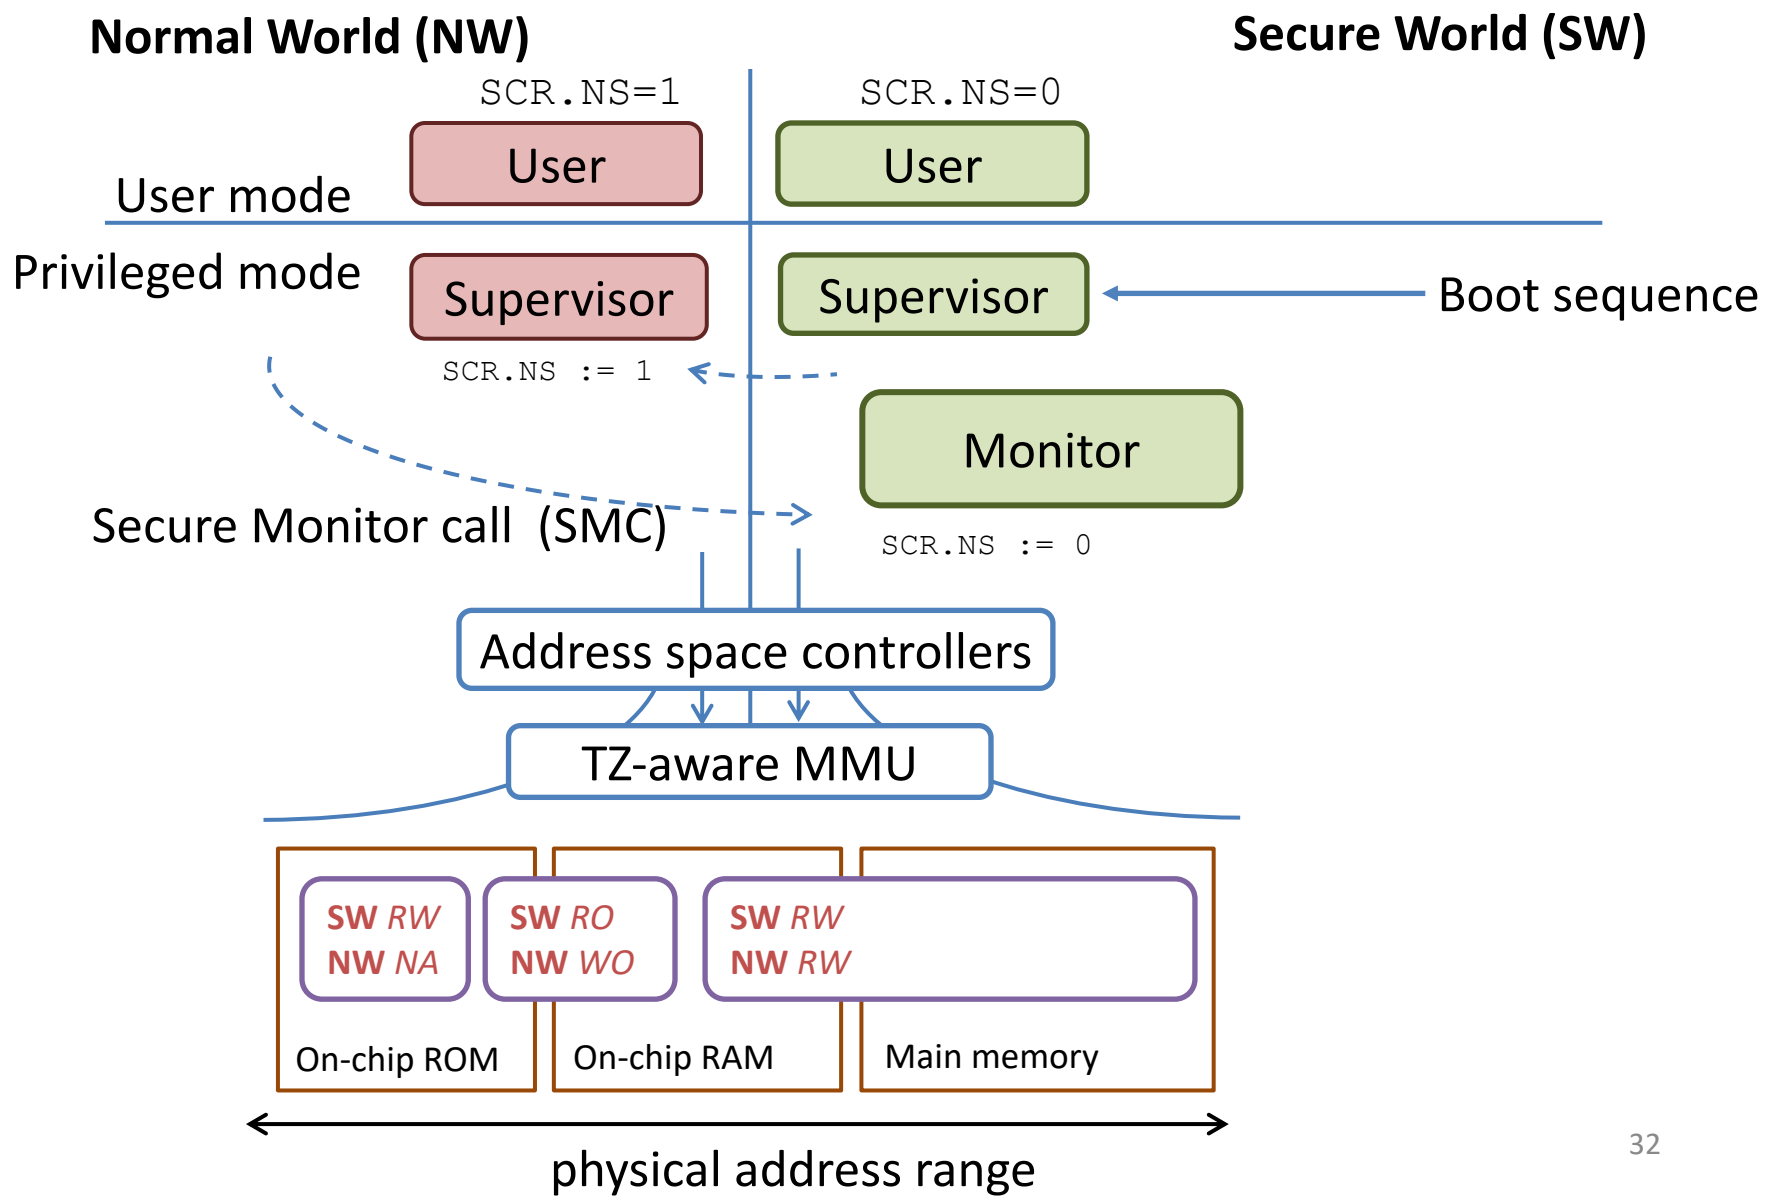 Normal World (NW)
Secure World (SW)
SCR.NS=1
SCR.NS=0
User
User
User mode
Privileged mode
Supervisor
Supervisor
Boot sequence
SCR.NS := 1
Monitor
Secure Monitor call (SMC)
SCR.NS := 0
Address space controllers
TZ-aware MMU
SW RW
NW NA
SW RO
NW WO
SW RW
NW RW
On-chip ROM
On-chip RAM
Main memory
physical address range
32